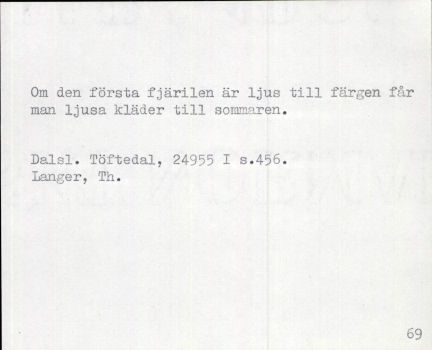 Om den första fjärilen är ljus till färgen får
man ljusa kläder till sommaren.
Dalsl. Töftedal, 24955 I s.456.
Langer, Th.
69